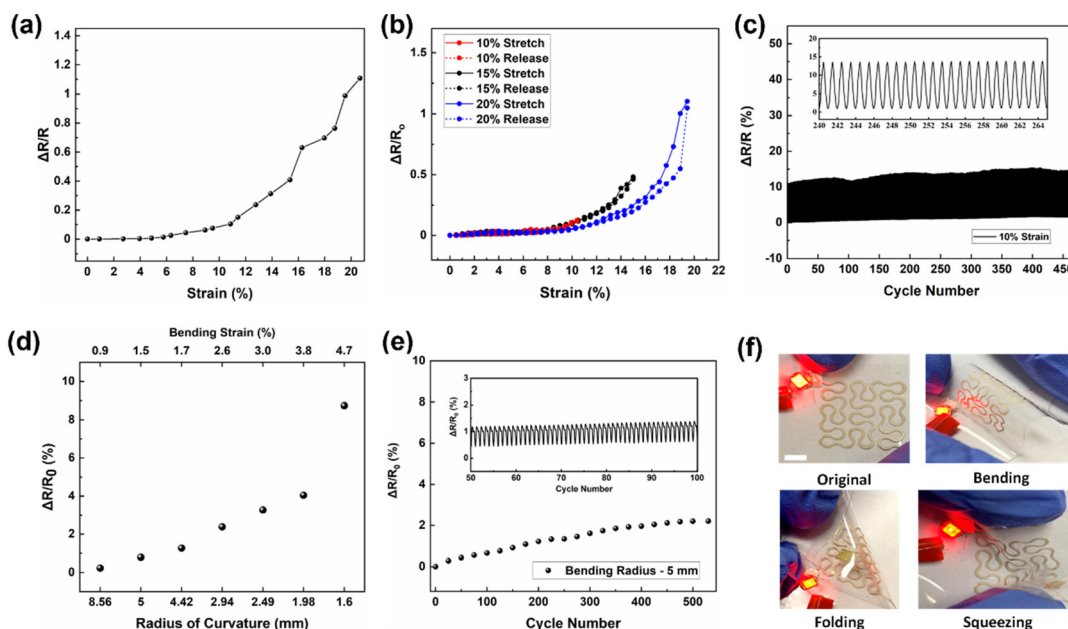 (a)
1.4
1.2
1
0.8
0.6
0.4
0.2
0
ΔR/R
0 2 4 6 8 10 12 14 16 18 20
Strain (%)
(b)
10% Stretch
10% Release
15% Stretch
15% Release
20% Stretch
20% Release
1.5
1
0.5
0
ΔR/Ro
0 2 4 6 8 10 12 14 16 18 20 22
Strain (%)
(c)
50
40
30
20
10
0
-10
ΔR/R (%)
20
15
10
5
0
240 242 244 246 248 250 252 254 256 258 260 262 264
10% Strain
0 50 100 150 200 250 300 350 400 450
Cycle Number
(d)
Bending Strain (%)
0.9 1.5 1.7 2.6 3.0 3.8 4.7
10
8
6
4
2
0
ΔR/R0 (%)
8.56 5 4.42 2.94 2.49 1.98 1.6
Radius of Curvature (mm)
(e)
10
8
6
4
2
0
ΔR/R0 (%)
3
2
1
0
ΔR/R0 (%)
50 60 70 80 90 100
Cycle Number
Bending Radius - 5 mm
0 100 200 300 400 500
Cycle Number
(f)
Original
Bending
Folding
Squeezing